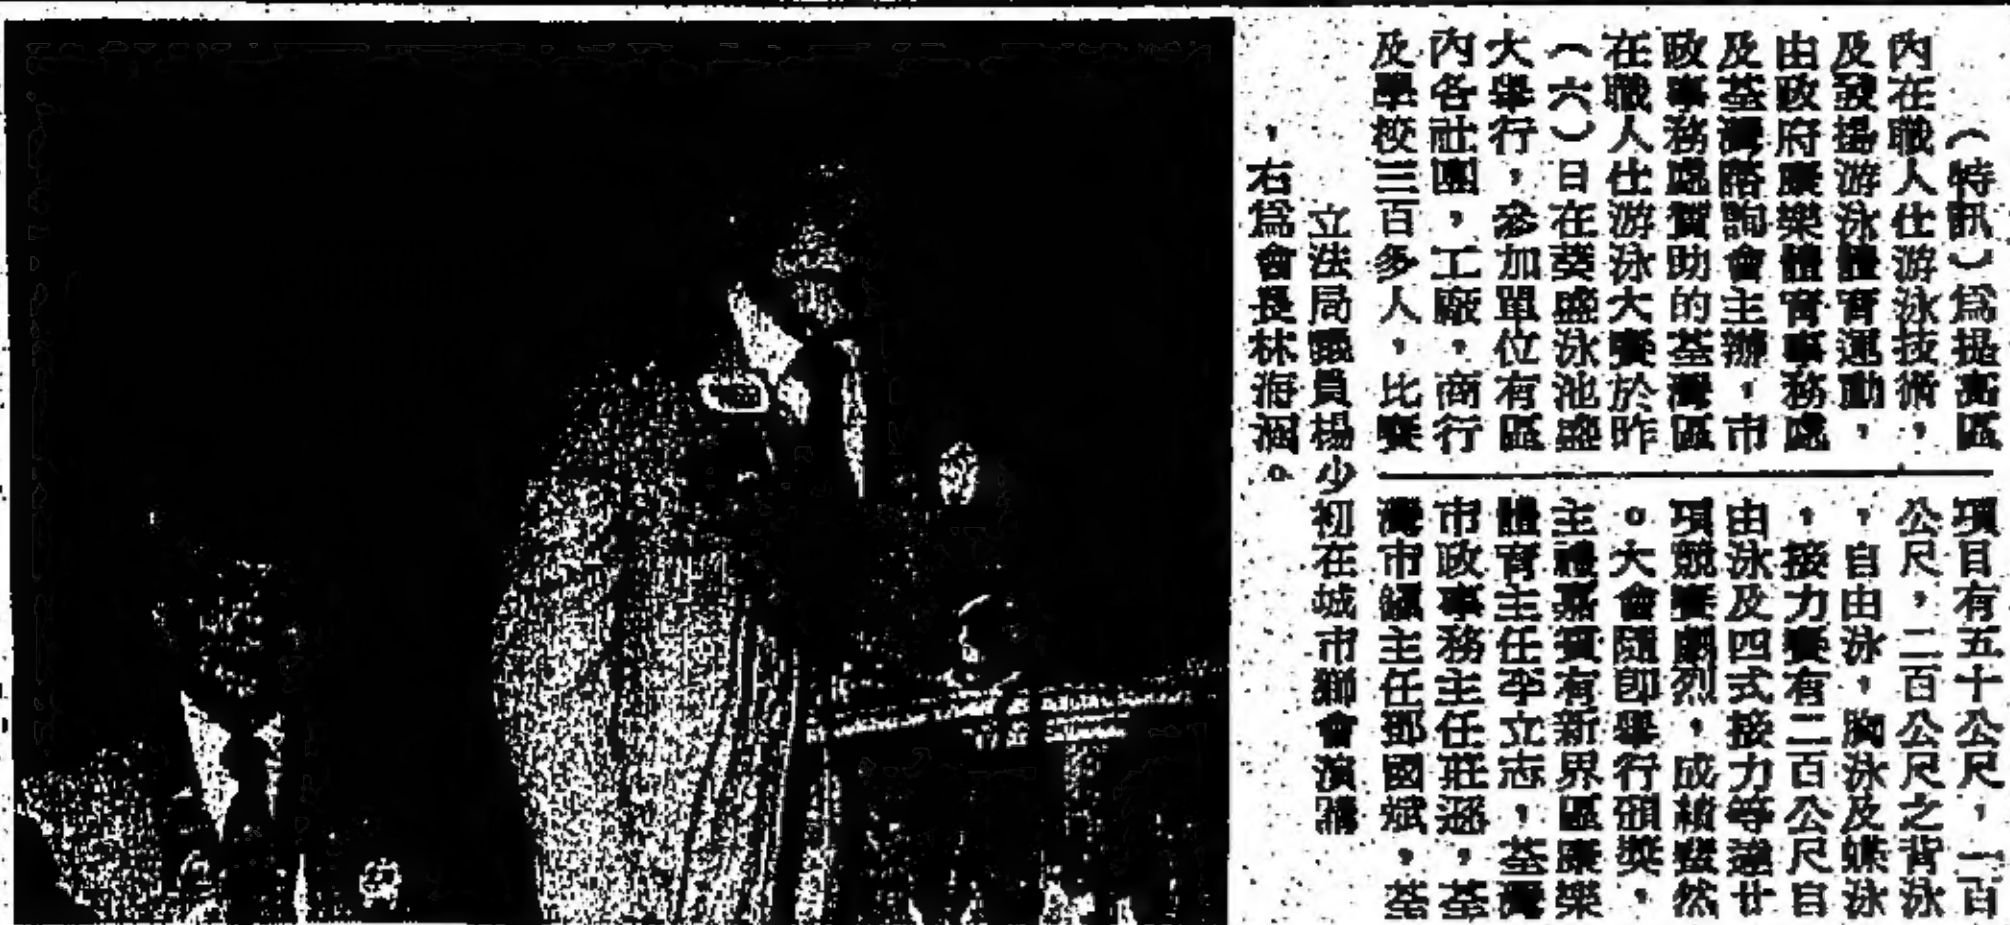 （特訊）爲提高區
內在職人仕游泳技術，
及發揚游泳體育運動，
由政府康樂體育事務處
及荃灣諮詢會主辦，市
政事務處贊助的荃灣區
在職人仕游泳大賽於昨
（六）日在葵盛泳池盛
大舉行，參加單位有區
內各社團，工廠，商行
及學校三百多人，比賽
項目有五十公尺，一百
公尺，二百公尺之背泳
，自由泳，胸泳及蝶泳
，接力賽有二百公尺自
由泳及四式接力等達廿
項競賽劇烈，成績斐然
。大會隨卽舉行頒獎，
主禮嘉賓有新界區康樂
體育主任李立志，荃灣
市政事務主任莊涵，荃
灣市鎮主任鄧國斌，荃
立法局議員楊少初在城市獅會演講
，右爲會長林海涵。